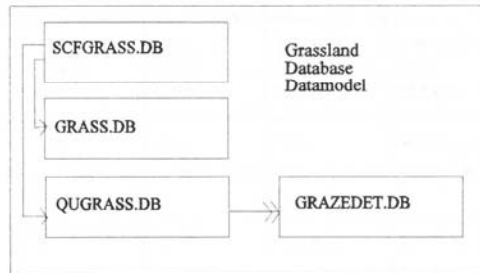 SCFGRASS.DB
Grassland
Database
Datamodel
GRASS.DB
QUGRASS.DB
GRAZEDET.DB